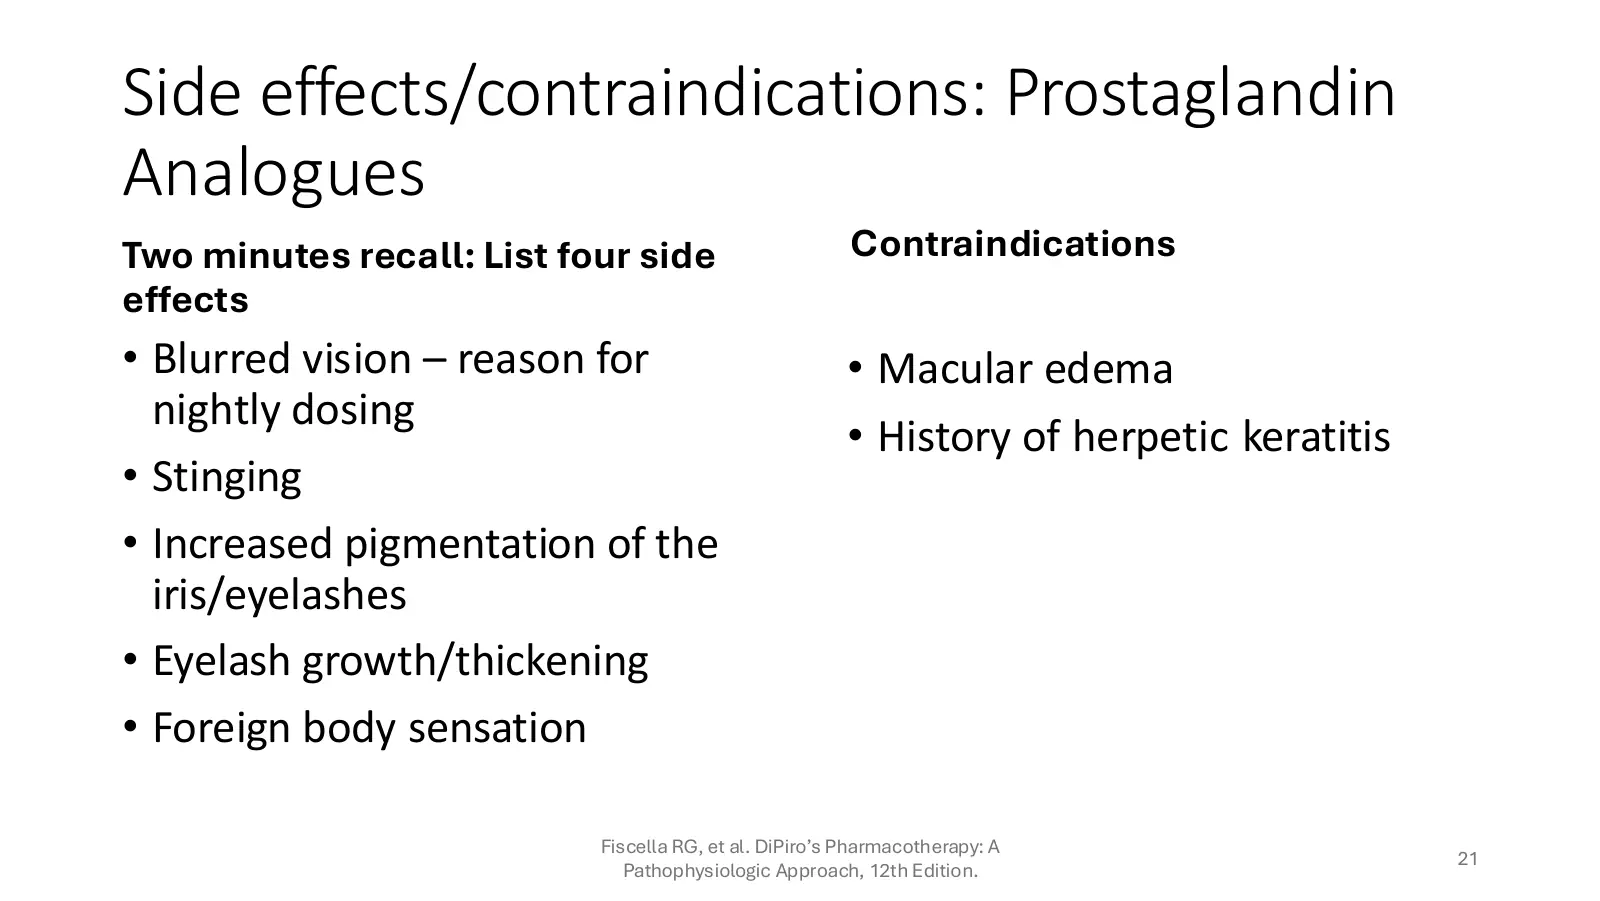 Side effects/contraindications: Prostaglandin
Analogues
Two minutes recall: List four side
effects
• Blurred vision – reason for
nightly dosing
• Stinging
• Increased pigmentation of the
iris/eyelashes
• Eyelash growth/thickening
• Foreign body sensation
Contraindications
• Macular edema
• History of herpetic keratitis
Fiscella RG, et al. DiPiro’s Pharmacotherapy: A
Pathophysiologic Approach, 12th Edition.
21